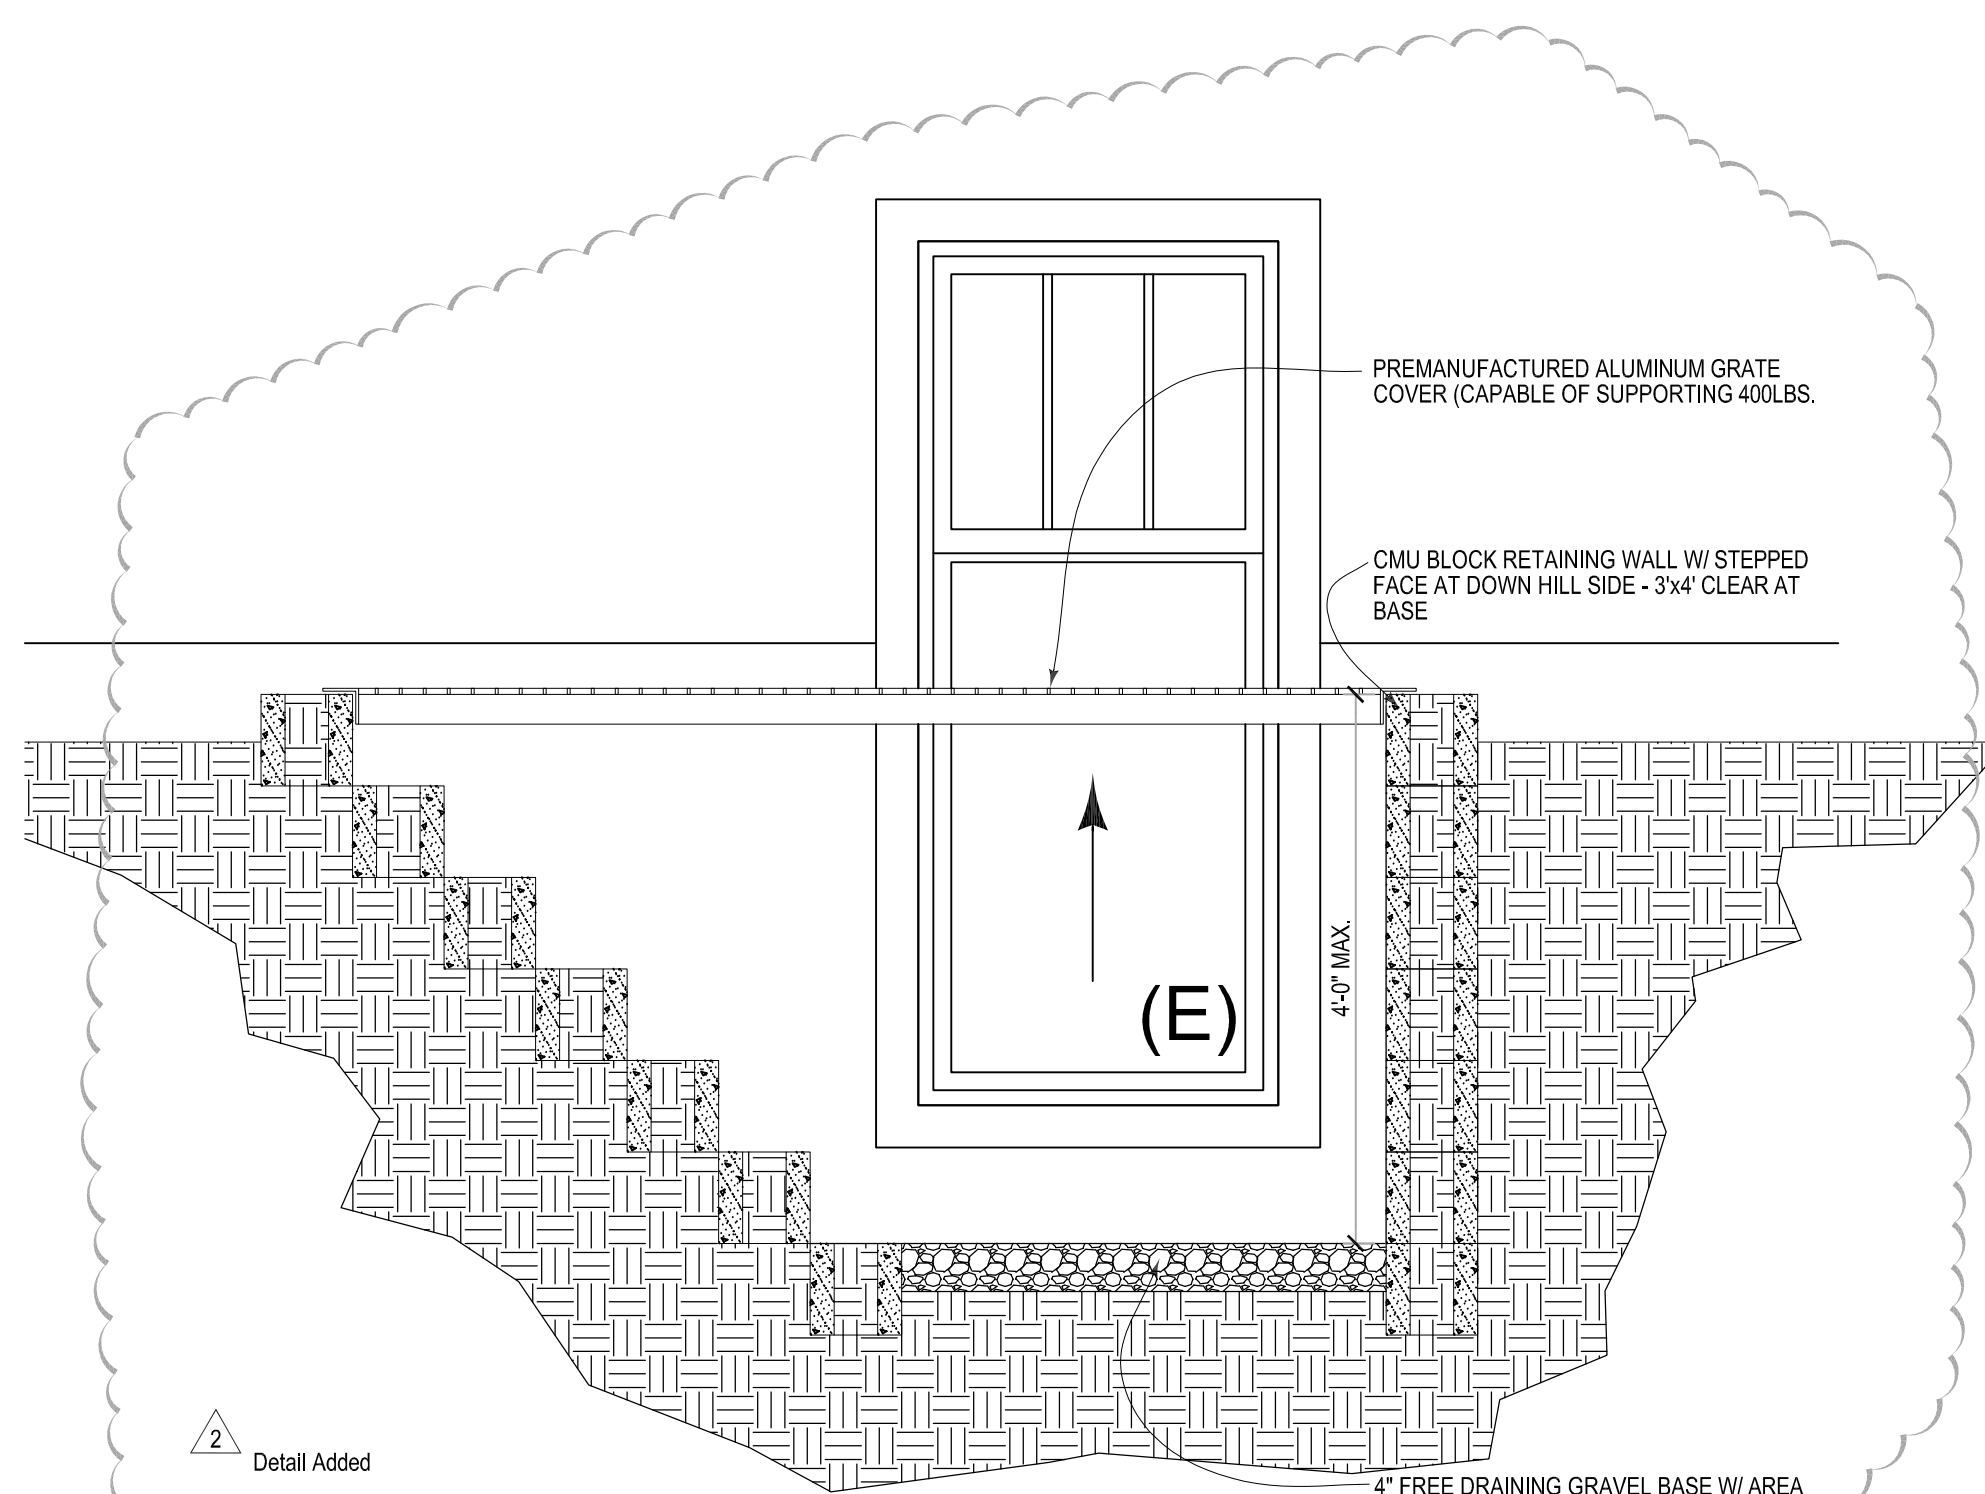 PREMANUFACTURED ALUMINUM GRATE
COVER (CAPABLE OF SUPPORTING 400LBS.
CMU BLOCK RETAINING WALL W/ STEPPED
FACE AT DOWN HILL SIDE - 3'x4' CLEAR AT
BASE
4'-0" MAX.
(E)
2
Detail Added
4" FREE DRAINING GRAVEL BASE W/ AREA